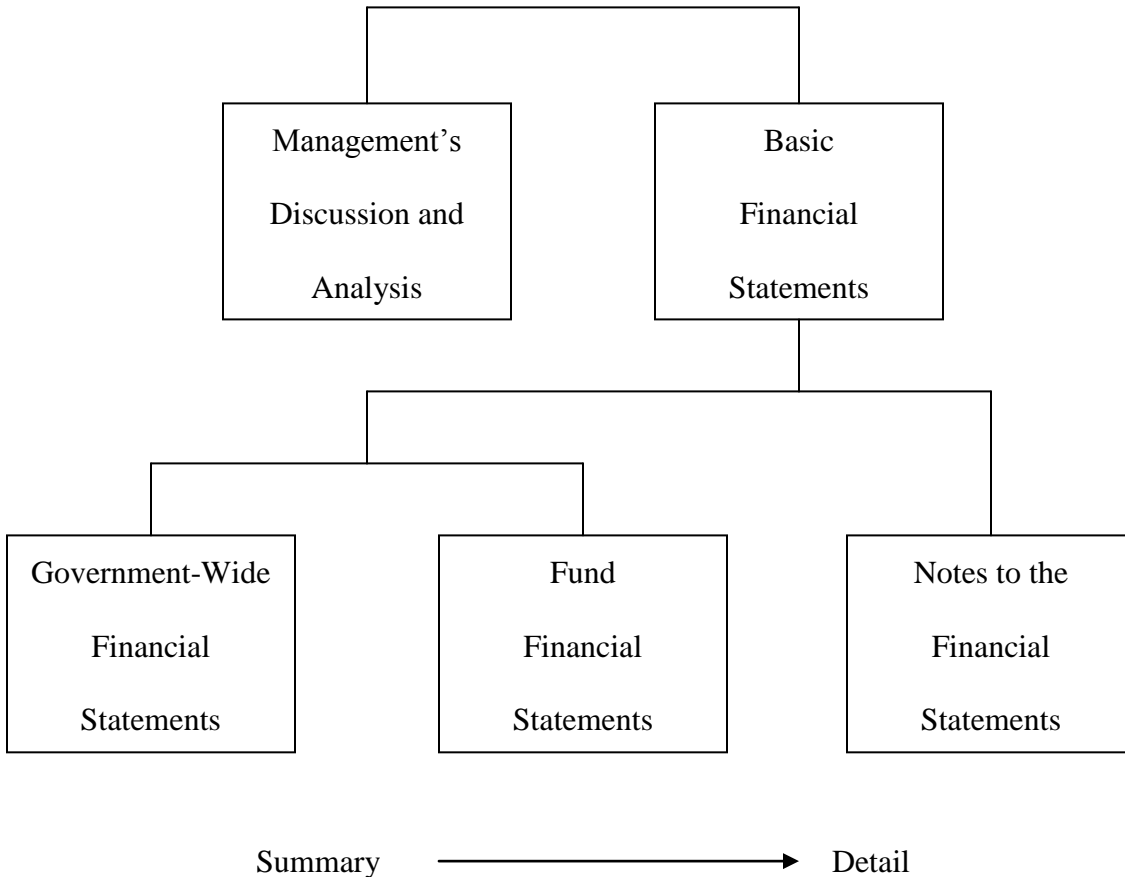 Management’s
Discussion and
Analysis
Basic
Financial
Statements
Government-Wide
Financial
Statements
Fund
Financial
Statements
Notes to the
Financial
Statements
Summary Detail